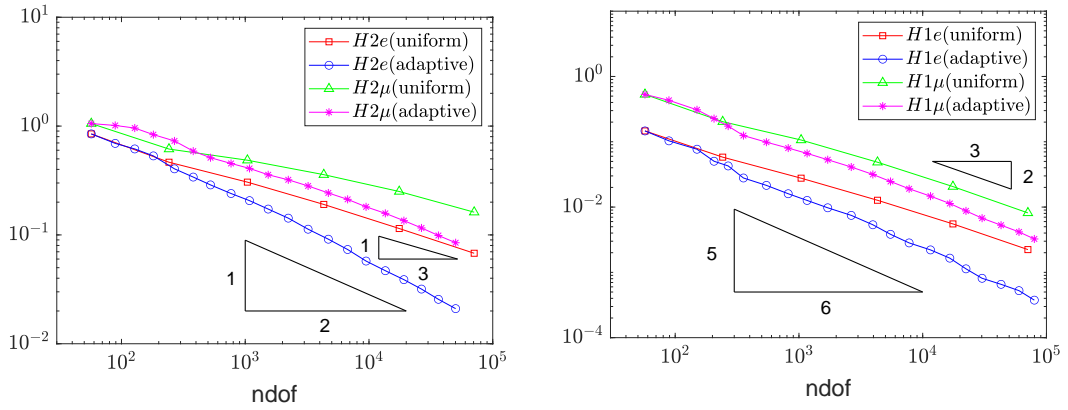 10^1
10^0
10^-1
10^-2
10^2
10^3
10^4
10^5
ndof
H2e(uniform)
H2e(adaptive)
H2μ(uniform)
H2μ(adaptive)
1
3
1
2
10^0
10^-2
10^-4
10^2
10^3
10^4
10^5
ndof
H1e(uniform)
H1e(adaptive)
H1μ(uniform)
H1μ(adaptive)
3
2
5
6